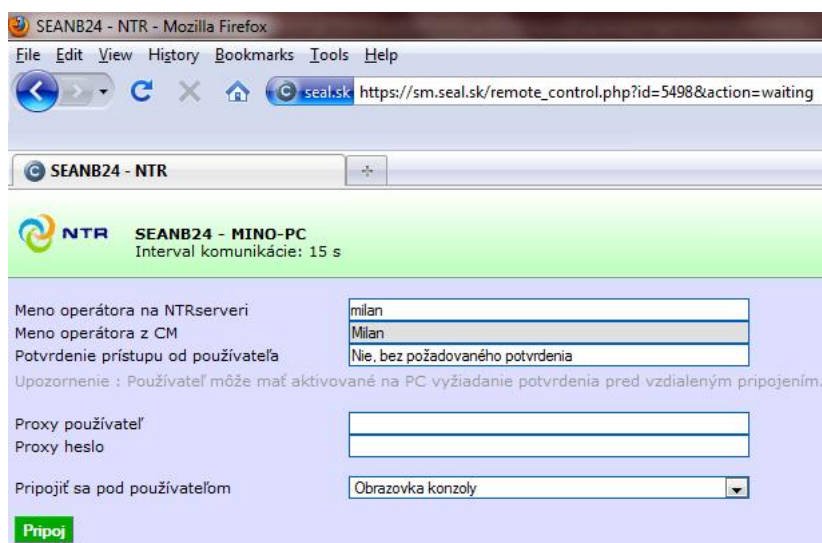 SEANB24 - NTR - Mozilla Firefox
File Edit View History Bookmarks Tools Help
seal.sk https://sm.seal.sk/remote_control.php?id=5498&action=waiting
SEANB24 - NTR
NTR SEANB24 - MINO-PC
Interval komunikácie: 15 s
Meno operátora na NTRserveri milan
Meno operátora z CM Milan
Potvrdenie prístupu od používateľa Nie, bez požadovaného potvrdenia
Upozornenie : Používateľ môže mať aktivované na PC vyžiadanie potvrdenia pred vzdialeným pripojením.
Proxy používateľ
Proxy heslo
Pripojiť sa pod používateľom Obrazovka konzoly
Pripoj